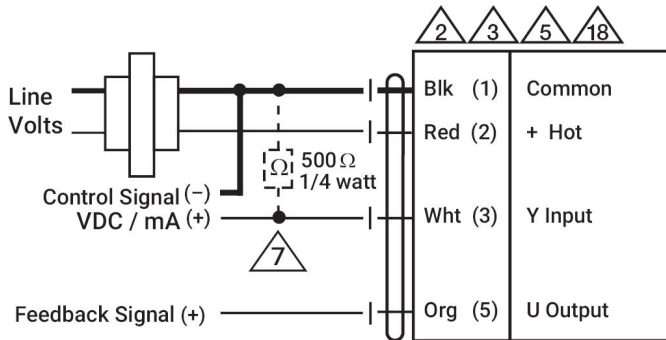 2 3 5 18
Line
Volts
Blk (1) Common
Red (2) + Hot
Ω 500 Ω
1/4 watt
Control Signal (−)
VDC / mA (+)
Wht (3) Y Input
7
Feedback Signal (+)
Org (5) U Output